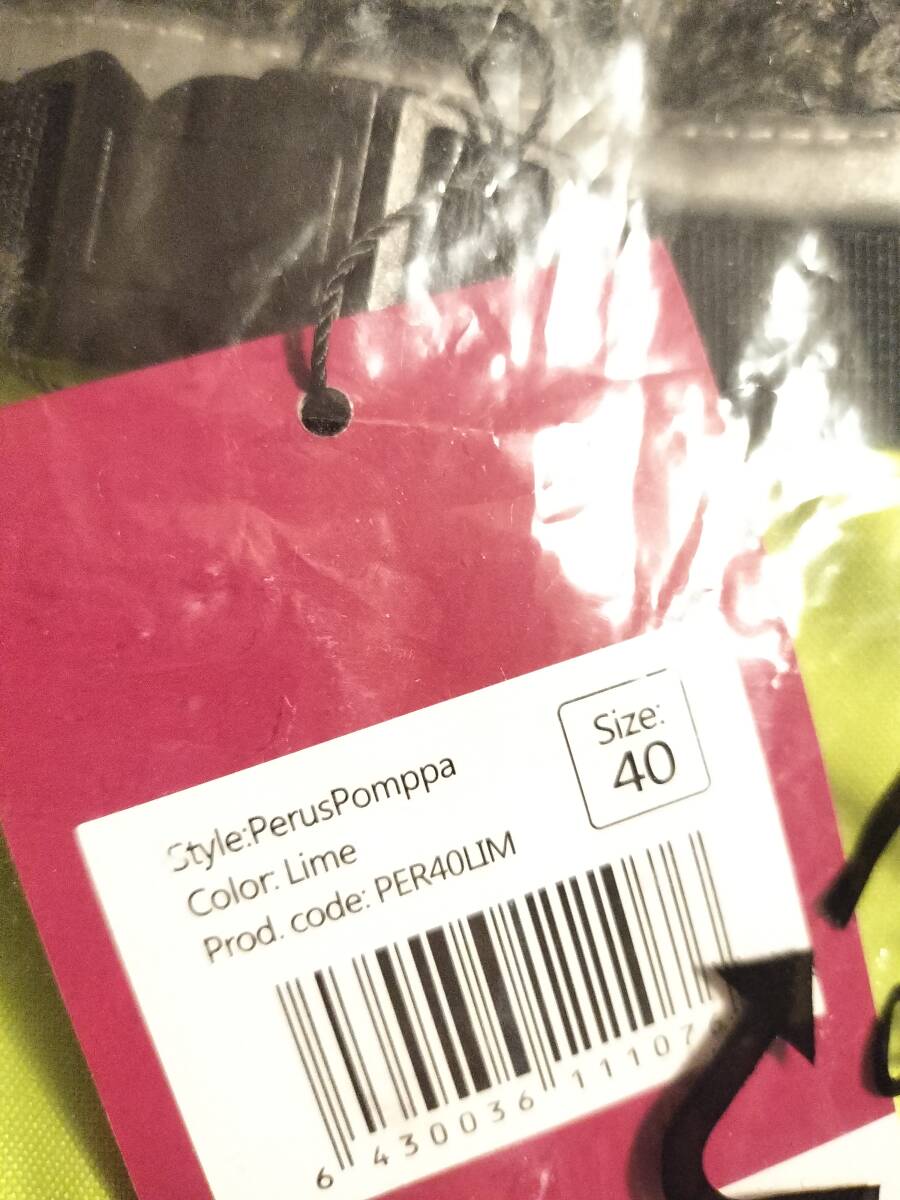 Size:
40
Style:PerusPomppa
Color: Lime
Prod. code: PER40LIM
6 430036 11107